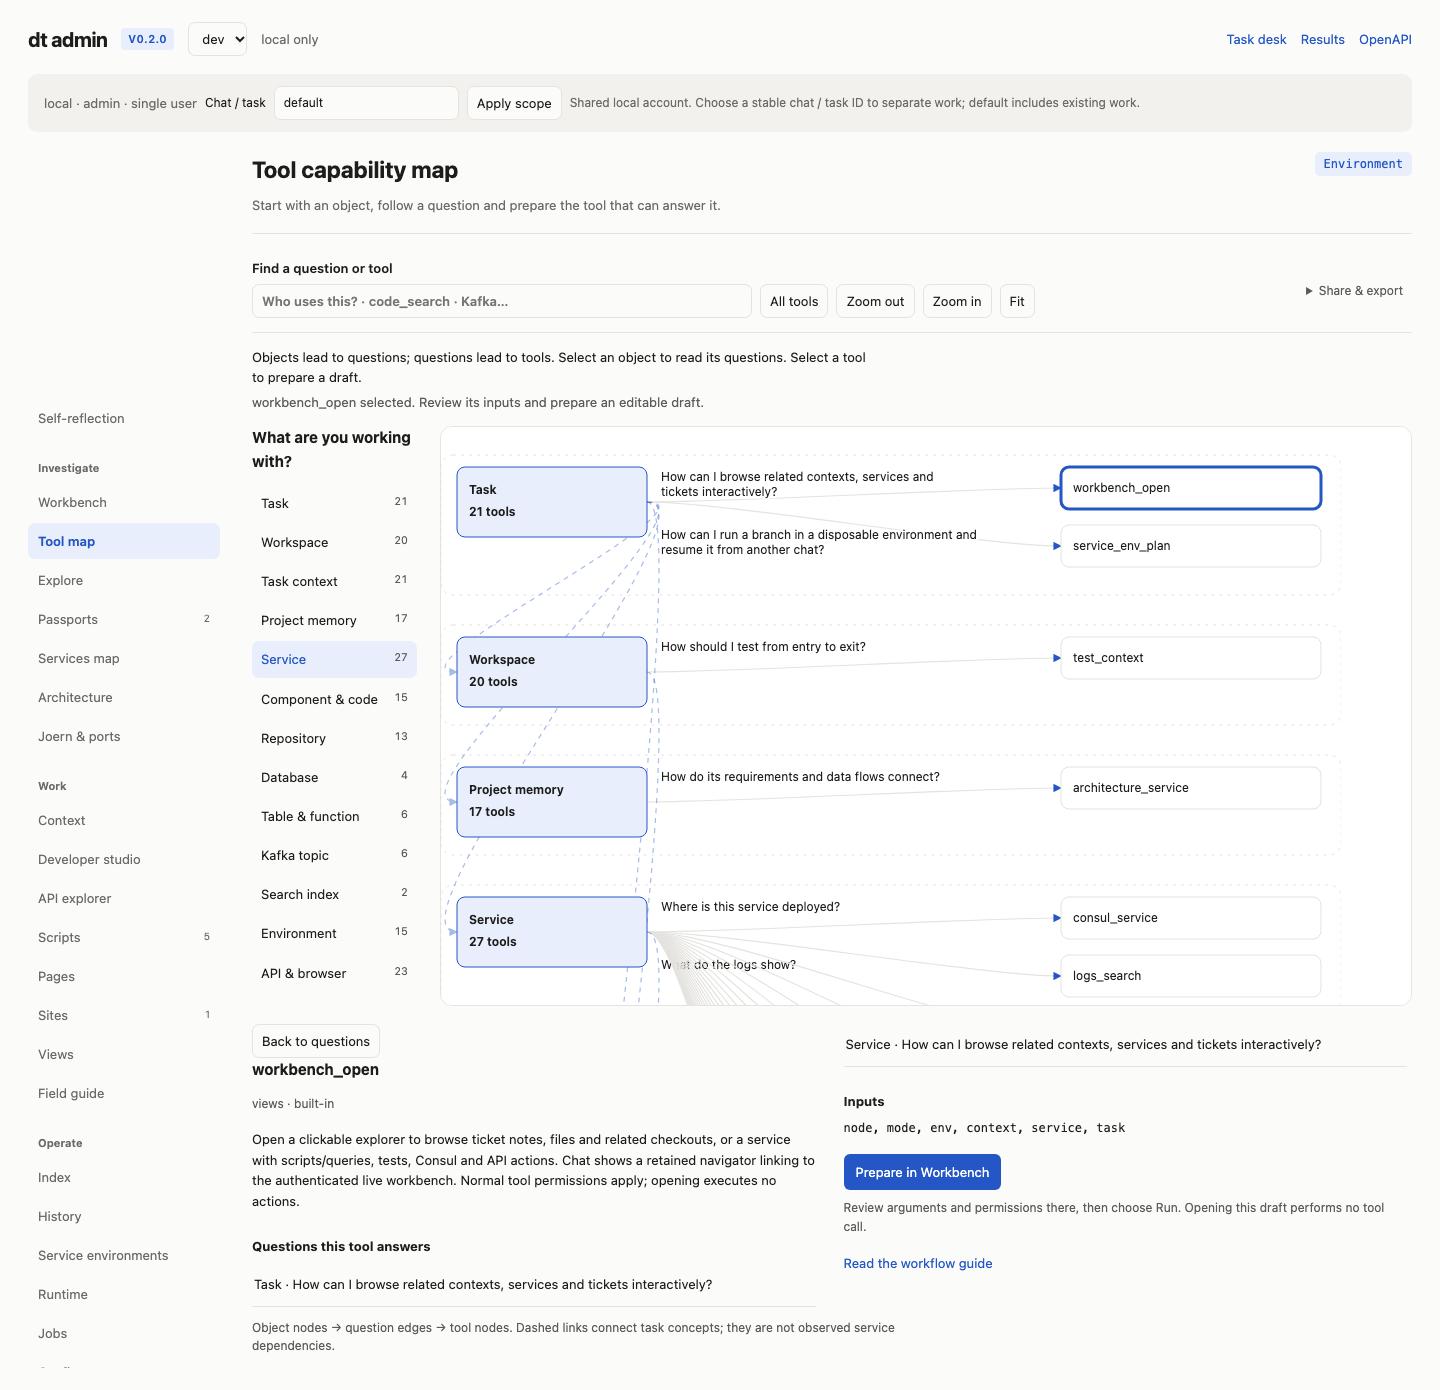 dt admin
V0.2.0
dev
local only
Task desk
Results
OpenAPI
local · admin · single user
Chat / task
default
Apply scope
Shared local account. Choose a stable chat / task ID to separate work; default includes existing work.
Tool capability map
Environment
Start with an object, follow a question and prepare the tool that can answer it.
Find a question or tool
Who uses this? · code_search · Kafka...
All tools
Zoom out
Zoom in
Fit
▶ Share & export
Objects lead to questions; questions lead to tools. Select an object to read its questions. Select a tool
to prepare a draft.
workbench_open selected. Review its inputs and prepare an editable draft.
Self-reflection
Investigate
Workbench
Tool map
Explore
Passports 2
Services map
Architecture
Joern & ports
Work
Context
Developer studio
API explorer
Scripts 5
Pages
Sites 1
Views
Field guide
Operate
Index
History
Service environments
Runtime
Jobs
What are you working
with?
Task 21
Workspace 20
Task context 21
Project memory 17
Service 27
Component & code 15
Repository 13
Database 4
Table & function 6
Kafka topic 6
Search index 2
Environment 15
API & browser 23
Task
21 tools
How can I browse related contexts, services and
tickets interactively?
workbench_open
How can I run a branch in a disposable environment and
resume it from another chat?
service_env_plan
Workspace
20 tools
How should I test from entry to exit?
test_context
Project memory
17 tools
How do its requirements and data flows connect?
architecture_service
Service
27 tools
Where is this service deployed?
consul_service
What do the logs show?
logs_search
Back to questions
workbench_open
views · built-in
Open a clickable explorer to browse ticket notes, files and related checkouts, or a service
with scripts/queries, tests, Consul and API actions. Chat shows a retained navigator linking to
the authenticated live workbench. Normal tool permissions apply; opening executes no
actions.
Questions this tool answers
Task · How can I browse related contexts, services and tickets interactively?
Service · How can I browse related contexts, services and tickets interactively?
Inputs
node, mode, env, context, service, task
Prepare in Workbench
Review arguments and permissions there, then choose Run. Opening this draft performs no tool
call.
Read the workflow guide
Object nodes → question edges → tool nodes. Dashed links connect task concepts; they are not observed service
dependencies.